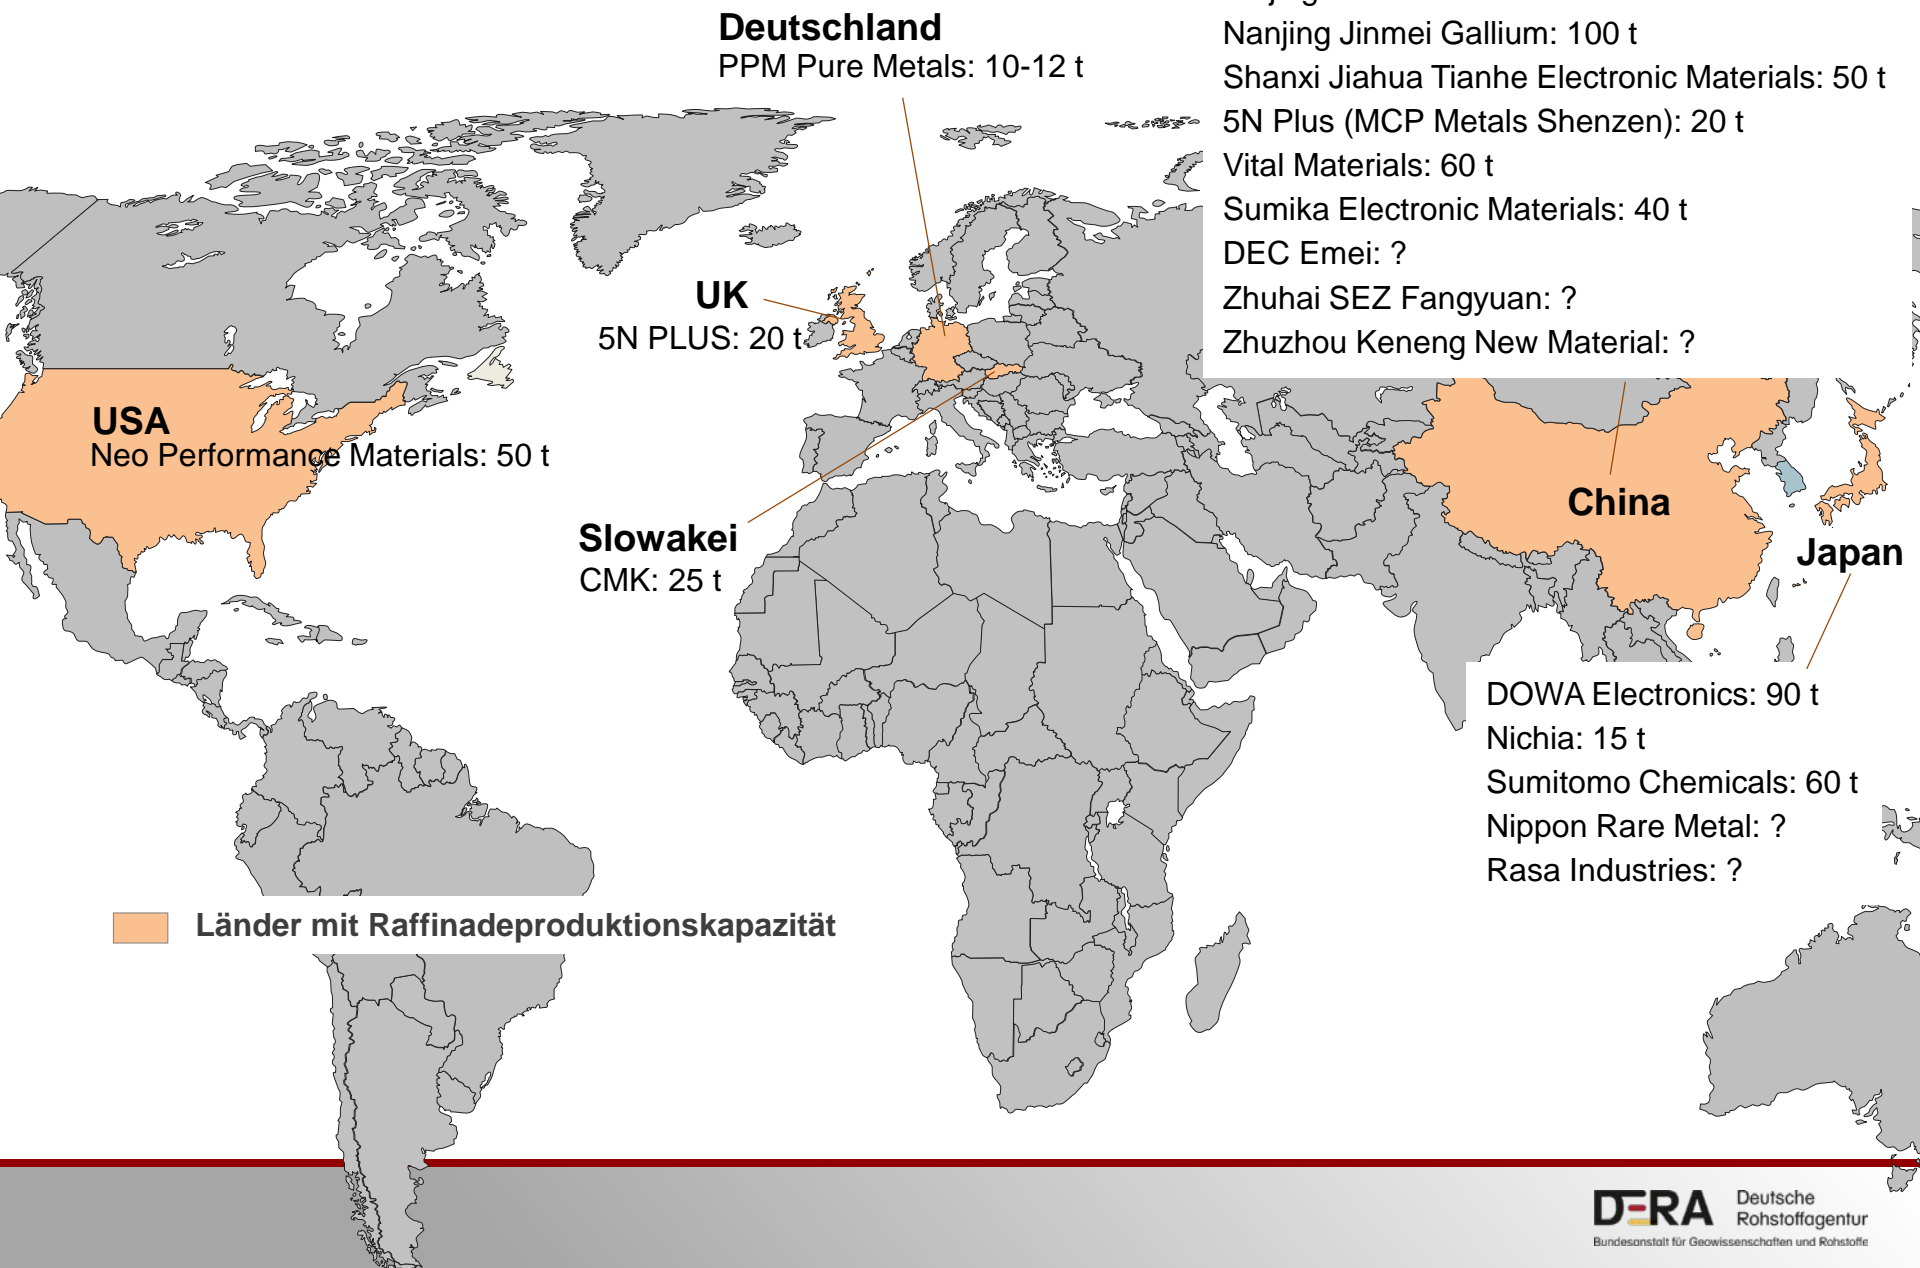 Deutschland
PPM Pure Metals: 10-12 t
Nanjing Jinmei Gallium: 100 t
Shanxi Jiahua Tianhe Electronic Materials: 50 t
5N Plus (MCP Metals Shenzen): 20 t
Vital Materials: 60 t
Sumika Electronic Materials: 40 t
DEC Emei: ?
Zhuhai SEZ Fangyuan: ?
Zhuzhou Keneng New Material: ?
UK
5N PLUS: 20 t
USA
Neo Performance Materials: 50 t
Slowakei
CMK: 25 t
China
Japan
DOWA Electronics: 90 t
Nichia: 15 t
Sumitomo Chemicals: 60 t
Nippon Rare Metal: ?
Rasa Industries: ?
Länder mit Raffinadeproduktionskapazität
DERA Deutsche
Rohstoffagentur
Bundesanstalt für Geowissenschaften und Rohstoffe